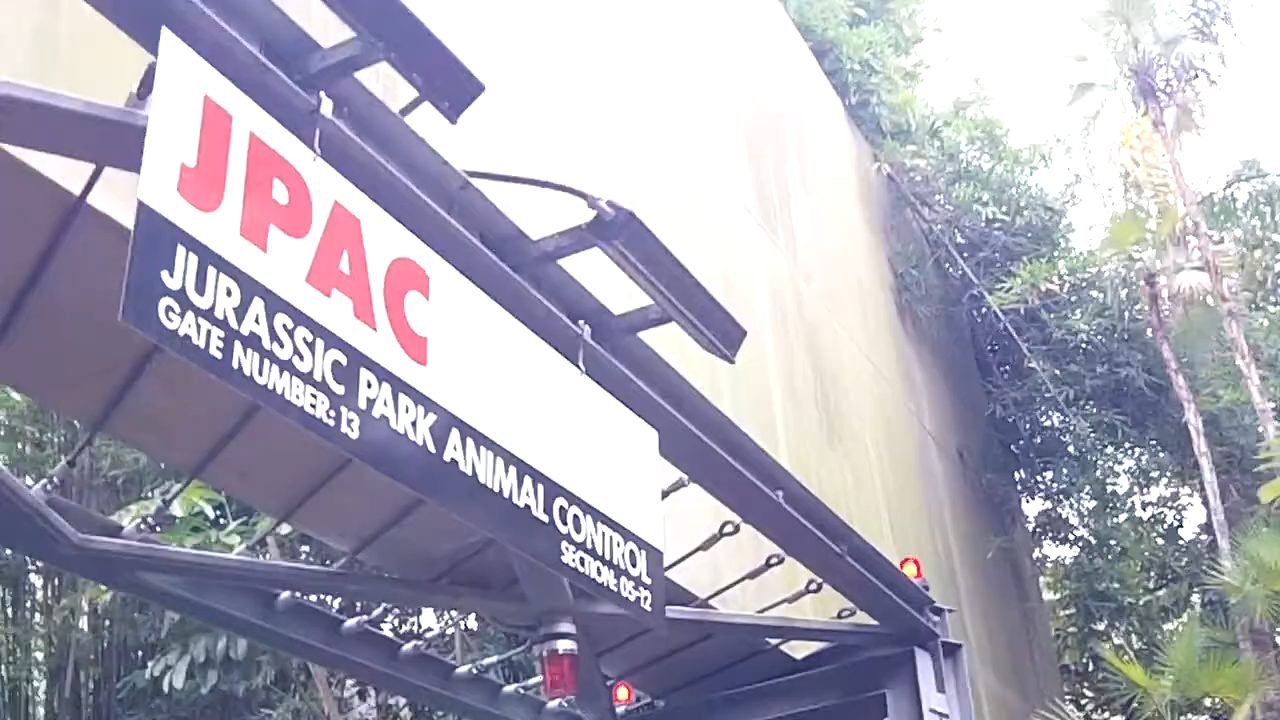 JPAC
JURASSIC PARK ANIMAL CONTROL
GATE NUMBER: 13
SECTION: 05-12